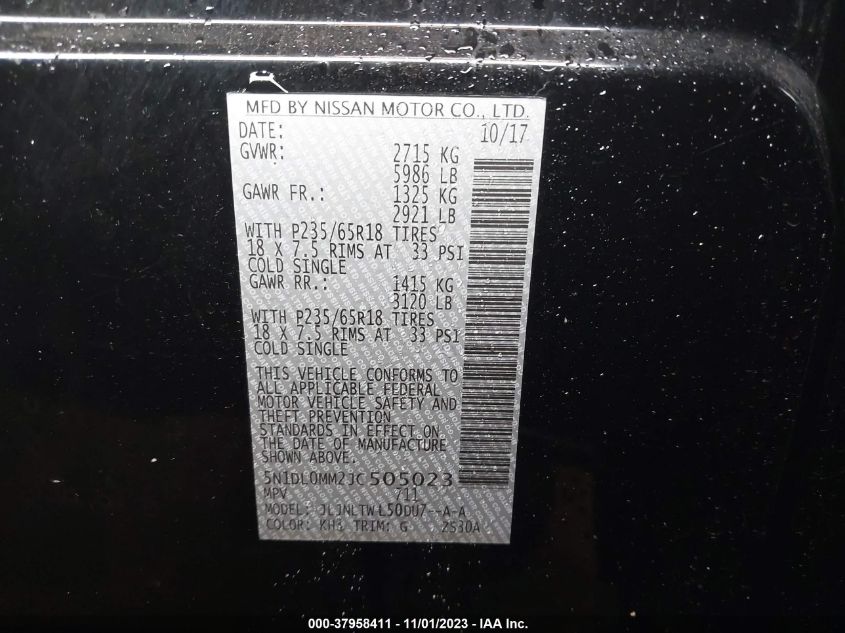 MFD BY NISSAN MOTOR CO., LTD.
DATE: 10/17
GVWR: 2715 KG
5986 LB
GAWR FR.: 1325 KG
2921 LB
WITH P235/65R18 TIRES
18 X 7.5 RIMS AT 33 PSI
COLD SINGLE
GAWR RR.: 1415 KG
3120 LB
WITH P235/65R18 TIRES
18 X 7.5 RIMS AT 33 PSI
COLD SINGLE
THIS VEHICLE CONFORMS TO
ALL APPLICABLE FEDERAL
MOTOR VEHICLE SAFETY AND
THEFT PREVENTION
STANDARDS IN EFFECT ON
THE DATE OF MANUFACTURE
SHOWN ABOVE.
5N1DL0MM2JC505023
MPV 711
MODEL: JLJNLTWL50DU7--A-A
COLOR: KH3 TRIM: G 2S30A
000-37958411 - 11/01/2023 - IAA Inc.